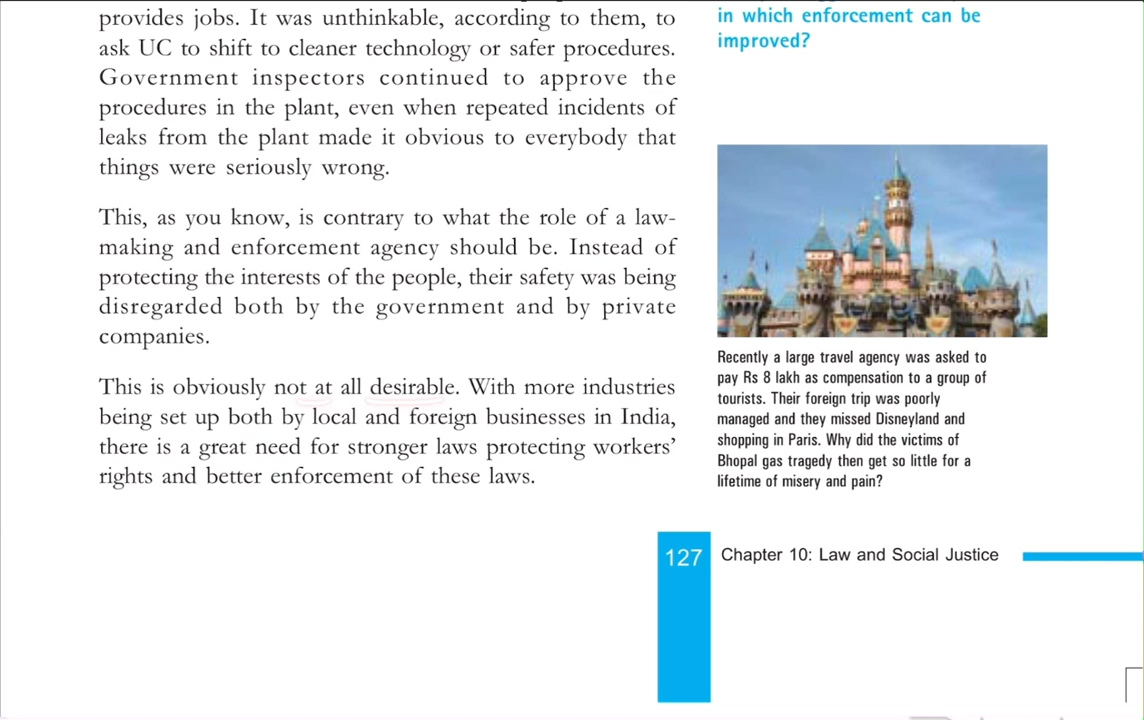 provides jobs. It was unthinkable, according to them, to
ask UC to shift to cleaner technology or safer procedures.
Government inspectors continued to approve the
procedures in the plant, even when repeated incidents of
leaks from the plant made it obvious to everybody that
things were seriously wrong.
This, as you know, is contrary to what the role of a law-
making and enforcement agency should be. Instead of
protecting the interests of the people, their safety was being
disregarded both by the government and by private
companies.
This is obviously not at all desirable. With more industries
being set up both by local and foreign businesses in India,
there is a great need for stronger laws protecting workers'
rights and better enforcement of these laws.
in which enforcement can be
improved?
Recently a large travel agency was asked to
pay Rs 8 lakh as compensation to a group of
tourists. Their foreign trip was poorly
managed and they missed Disneyland and
shopping in Paris. Why did the victims of
Bhopal gas tragedy then get so little for a
lifetime of misery and pain?
127 Chapter 10: Law and Social Justice